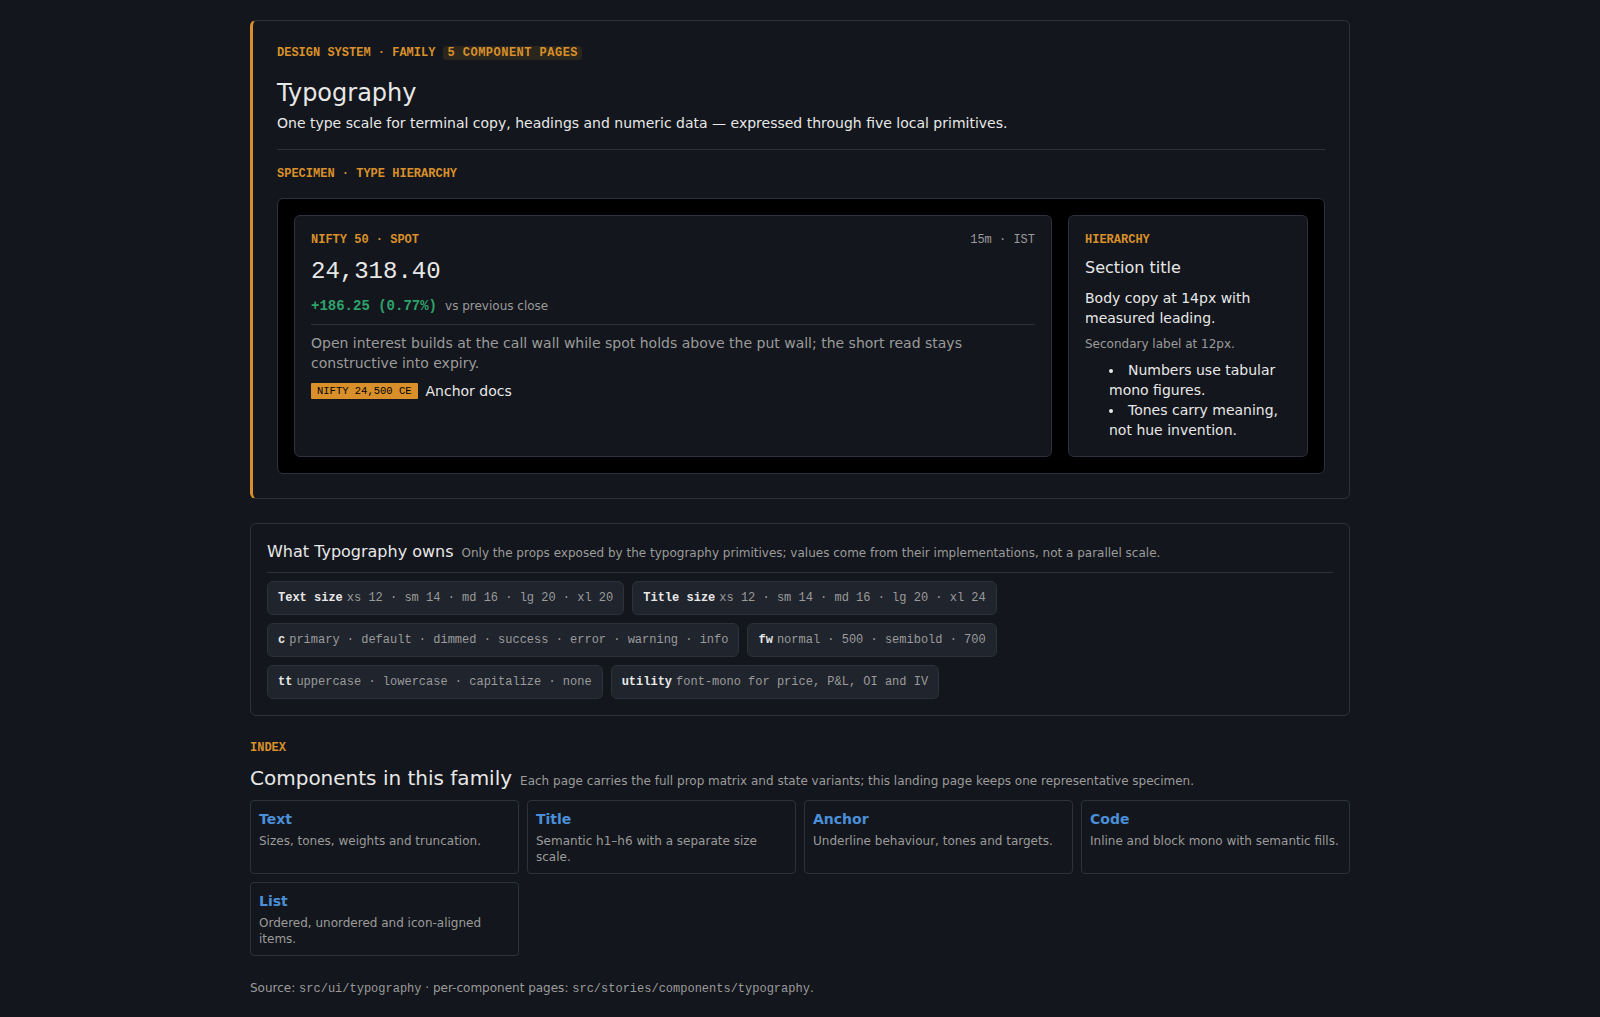 DESIGN SYSTEM · FAMILY 5 COMPONENT PAGES
Typography
One type scale for terminal copy, headings and numeric data — expressed through five local primitives.
SPECIMEN · TYPE HIERARCHY
NIFTY 50 · SPOT
15m · IST
24,318.40
+186.25 (0.77%) vs previous close
Open interest builds at the call wall while spot holds above the put wall; the short read stays
constructive into expiry.
NIFTY 24,500 CE Anchor docs
HIERARCHY
Section title
Body copy at 14px with
measured leading.
Secondary label at 12px.
• Numbers use tabular
mono figures.
• Tones carry meaning,
not hue invention.
What Typography owns Only the props exposed by the typography primitives; values come from their implementations, not a parallel scale.
Text size xs 12 · sm 14 · md 16 · lg 20 · xl 20
Title size xs 12 · sm 14 · md 16 · lg 20 · xl 24
c primary · default · dimmed · success · error · warning · info
fw normal · 500 · semibold · 700
tt uppercase · lowercase · capitalize · none
utility font-mono for price, P&L, OI and IV
INDEX
Components in this family Each page carries the full prop matrix and state variants; this landing page keeps one representative specimen.
Text
Sizes, tones, weights and truncation.
Title
Semantic h1–h6 with a separate size
scale.
Anchor
Underline behaviour, tones and targets.
Code
Inline and block mono with semantic fills.
List
Ordered, unordered and icon-aligned
items.
Source: src/ui/typography · per-component pages: src/stories/components/typography.